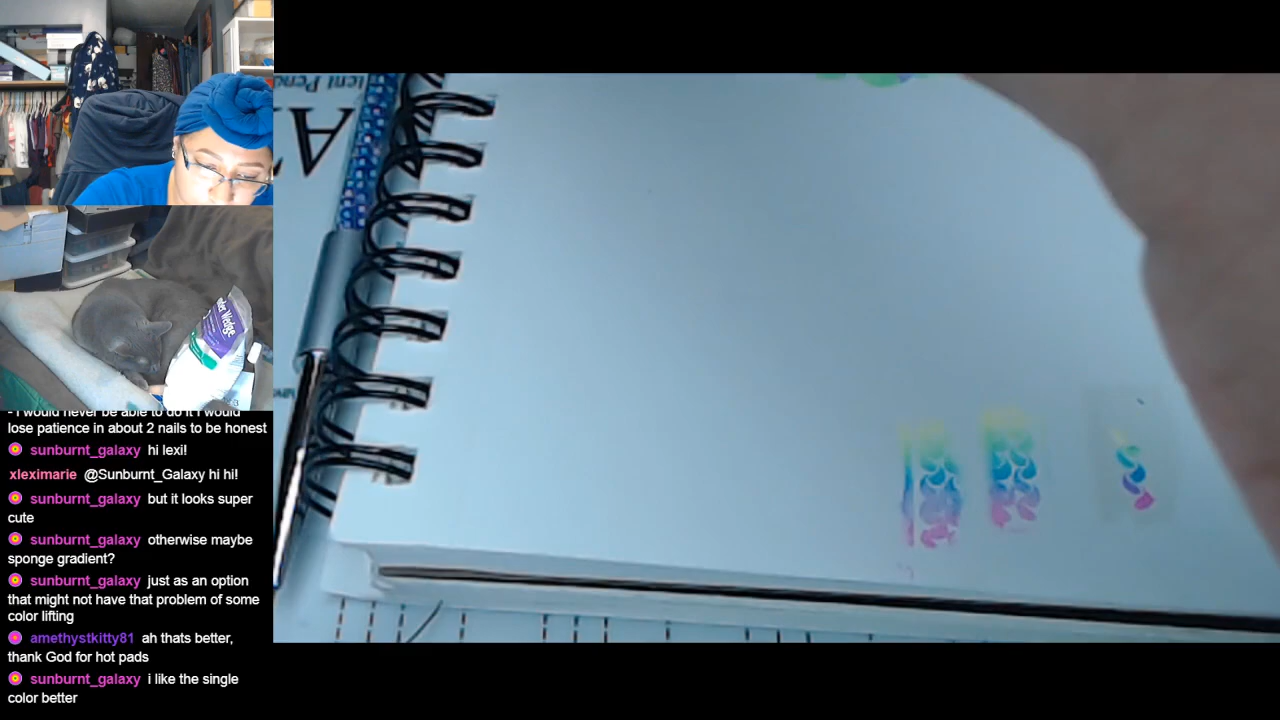 - I would never be able to do it I would
lose patience in about 2 nails to be honest
sunburnt_galaxy hi lexi!
xleximarie @Sunburnt_Galaxy hi hi!
sunburnt_galaxy but it looks super
cute
sunburnt_galaxy otherwise maybe
sponge gradient?
sunburnt_galaxy just as an option
that might not have that problem of some
color lifting
amethystkitty81 ah thats better,
thank God for hot pads
sunburnt_galaxy i like the single
color better
Wedge